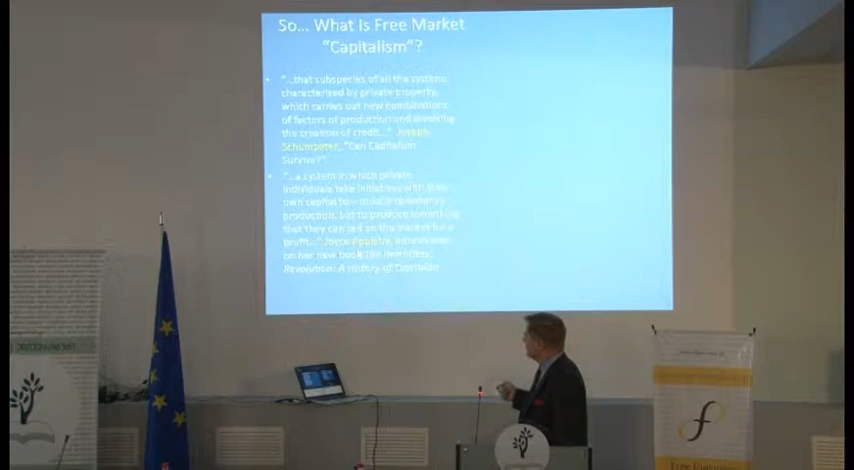 So... What Is Free Market
"Capitalism"?
• "...that subspecies of all the systems
characterised by private property,
which carries out new combinations
of factors of production and involving
the creation of credit..." Joseph
Schumpeter..."Can Capitalism
Survive?"
• "...a system in which private
individuals take initiatives with their
own capital to – usually to enhance
production, but to produce something
that they can sell on the market for a
profit..." Joyce Appleby,
on her new book The Relentless
Revolution: A History of Capitalism
f